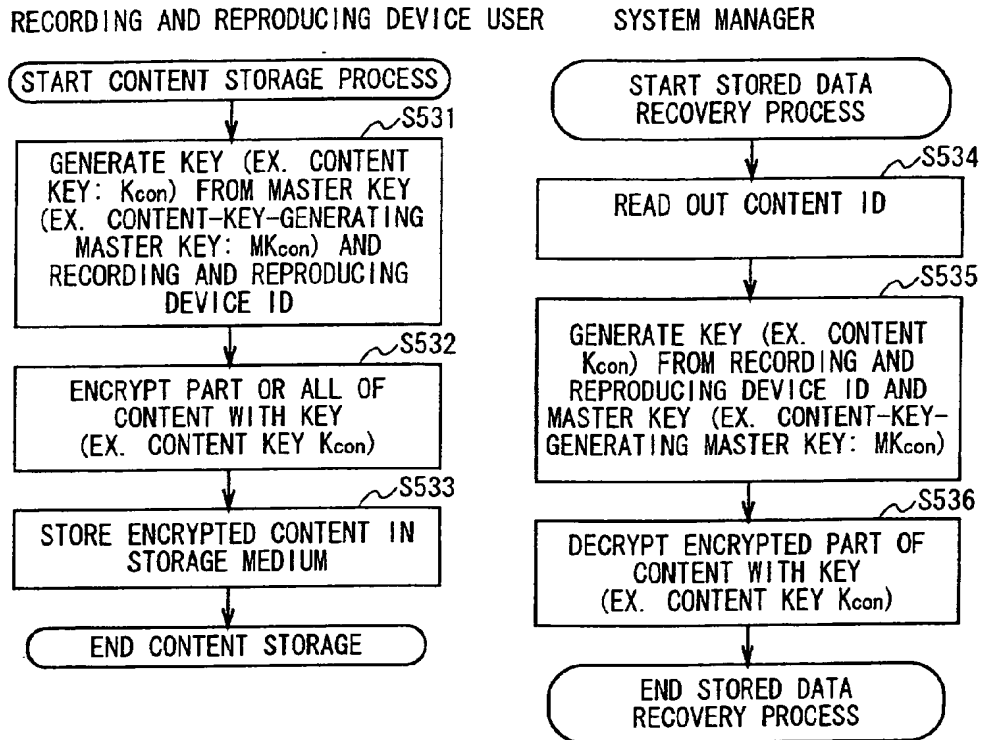 RECORDING AND REPRODUCING DEVICE USER
START CONTENT STORAGE PROCESS
S531
GENERATE KEY (EX. CONTENT
KEY: Kcon) FROM MASTER KEY
(EX. CONTENT-KEY-GENERATING
MASTER KEY: MKcon) AND
RECORDING AND REPRODUCING
DEVICE ID
S532
ENCRYPT PART OR ALL OF
CONTENT WITH KEY
(EX. CONTENT KEY Kcon)
S533
STORE ENCRYPTED CONTENT IN
STORAGE MEDIUM
END CONTENT STORAGE
SYSTEM MANAGER
START STORED DATA
RECOVERY PROCESS
S534
READ OUT CONTENT ID
S535
GENERATE KEY (EX. CONTENT
Kcon) FROM RECORDING AND
REPRODUCING DEVICE ID AND
MASTER KEY (EX. CONTENT-KEY-
GENERATING MASTER KEY: MKcon)
S536
DECRYPT ENCRYPTED PART OF
CONTENT WITH KEY
(EX. CONTENT KEY Kcon)
END STORED DATA
RECOVERY PROCESS